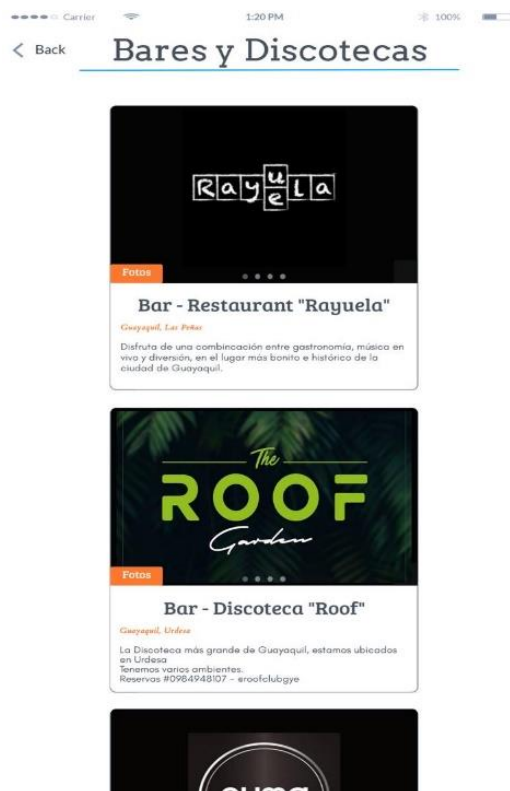 Carrier 1:20 PM 100%
Back Bares y Discotecas
Rayuela
Fotos
Bar - Restaurant "Rayuela"
Guayaquil, Las Peñas
Disfruta de una combincación entre gastronomía, música en
vivo y diversión, en el lugar más bonito e histórico de la
ciudad de Guayaquil.
The
ROOF
Garden
Fotos
Bar - Discoteca "Roof"
Guayaquil, Urdesa
La Discoteca más grande de Guayaquil, estamos ubicados
en Urdesa
Tenemos varios ambientes.
Reservas #0984948107 - eroofclubgye